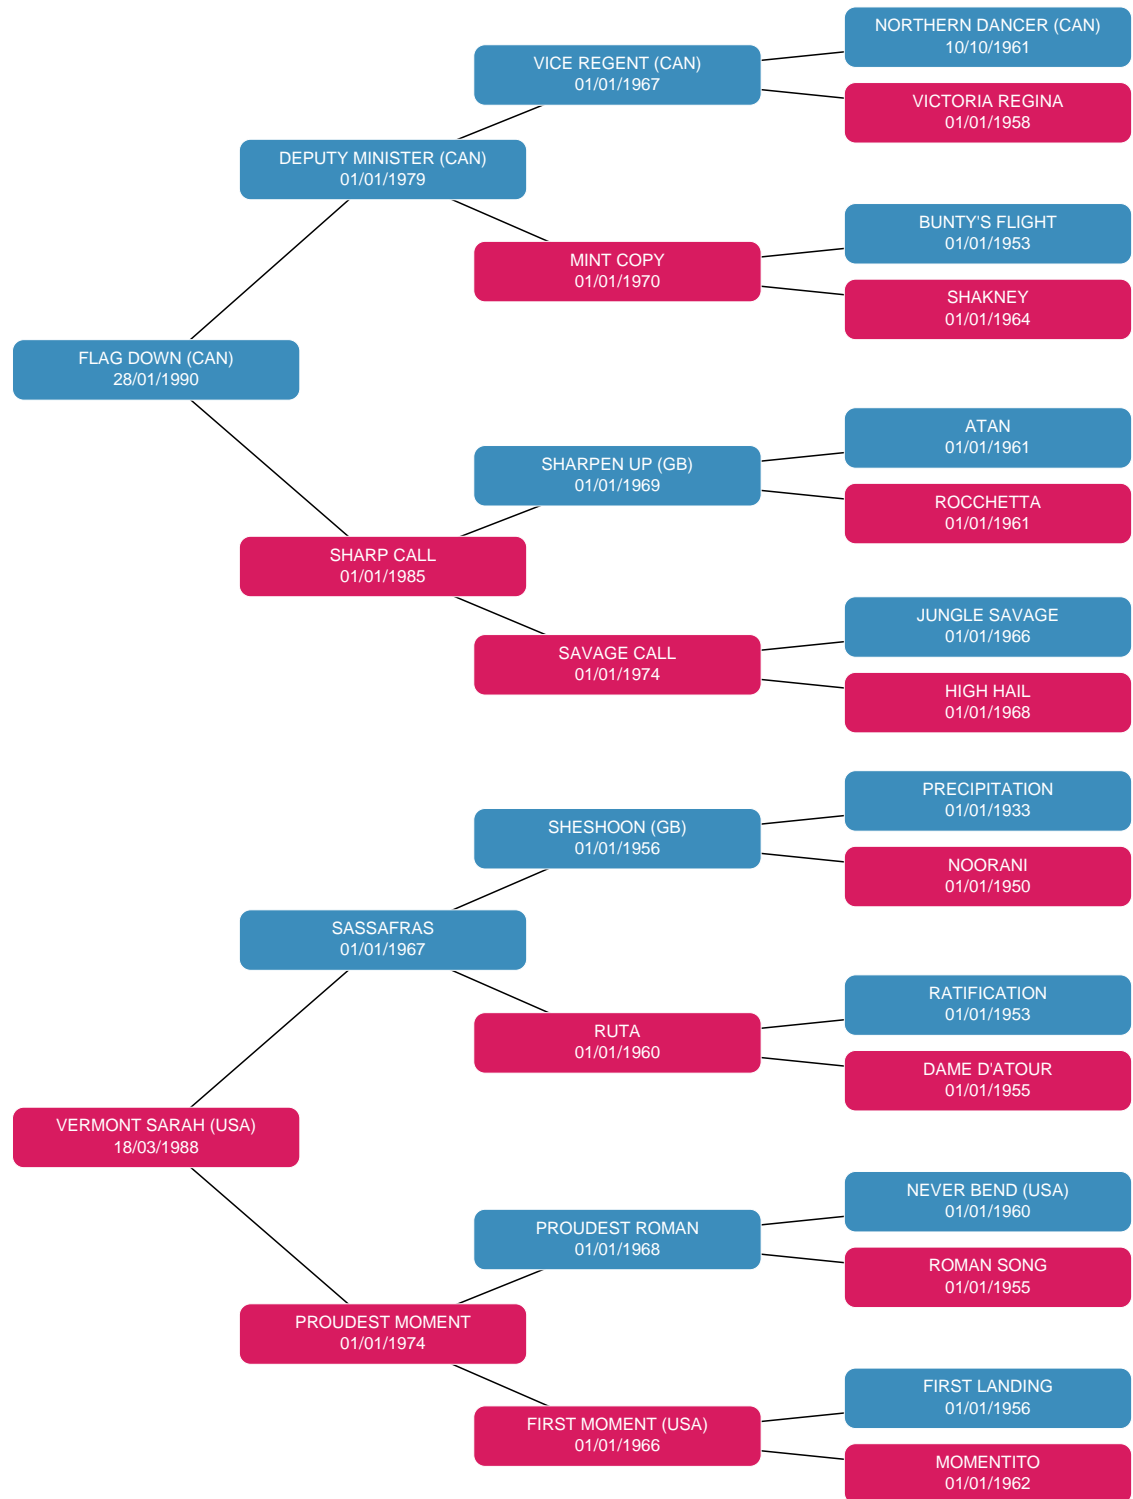 NORTHERN DANCER (CAN)
10/10/1961
VICE REGENT (CAN)
01/01/1967
VICTORIA REGINA
01/01/1958
DEPUTY MINISTER (CAN)
01/01/1979
BUNTY'S FLIGHT
01/01/1953
MINT COPY
01/01/1970
SHAKNEY
01/01/1964
FLAG DOWN (CAN)
28/01/1990
ATAN
01/01/1961
SHARPEN UP (GB)
01/01/1969
ROCCHETTA
01/01/1961
SHARP CALL
01/01/1985
JUNGLE SAVAGE
01/01/1966
SAVAGE CALL
01/01/1974
HIGH HAIL
01/01/1968
PRECIPITATION
01/01/1933
SHESHOON (GB)
01/01/1956
NOORANI
01/01/1950
SASSAFRAS
01/01/1967
RATIFICATION
01/01/1953
RUTA
01/01/1960
DAME D'ATOUR
01/01/1955
VERMONT SARAH (USA)
18/03/1988
NEVER BEND (USA)
01/01/1960
PROUDEST ROMAN
01/01/1968
ROMAN SONG
01/01/1955
PROUDEST MOMENT
01/01/1974
FIRST LANDING
01/01/1956
FIRST MOMENT (USA)
01/01/1966
MOMENTITO
01/01/1962